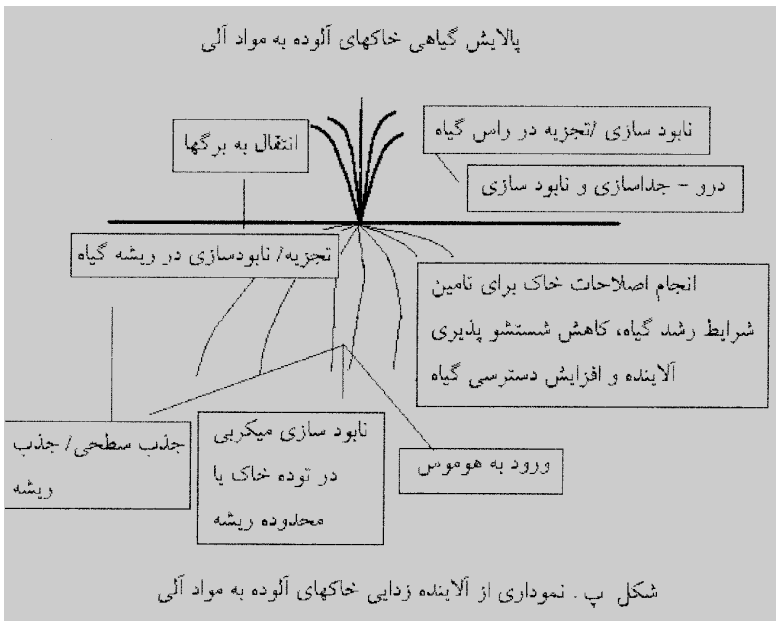 پالایش گیاهی خاکهای آلوده به مواد آلی
نابود سازی /تجزیه در راس گیاه
انتقال به برگها
درو - جداسازی و نابود سازی
تجزیه/ نابودسازی در ریشه گیاه
انجام اصلاحات خاک برای تامین
شرایط رشد گیاه، کاهش شستشو پذیری
آلاینده و افزایش دسترسی گیاه
جذب سطحی/ جذب
ریشه
نابود سازی میکربی
در توده خاک یا
محدوده ریشه
ورود به هوموس
شکل پ . نموداری از آلاینده زدایی خاکهای آلوده به مواد آلی